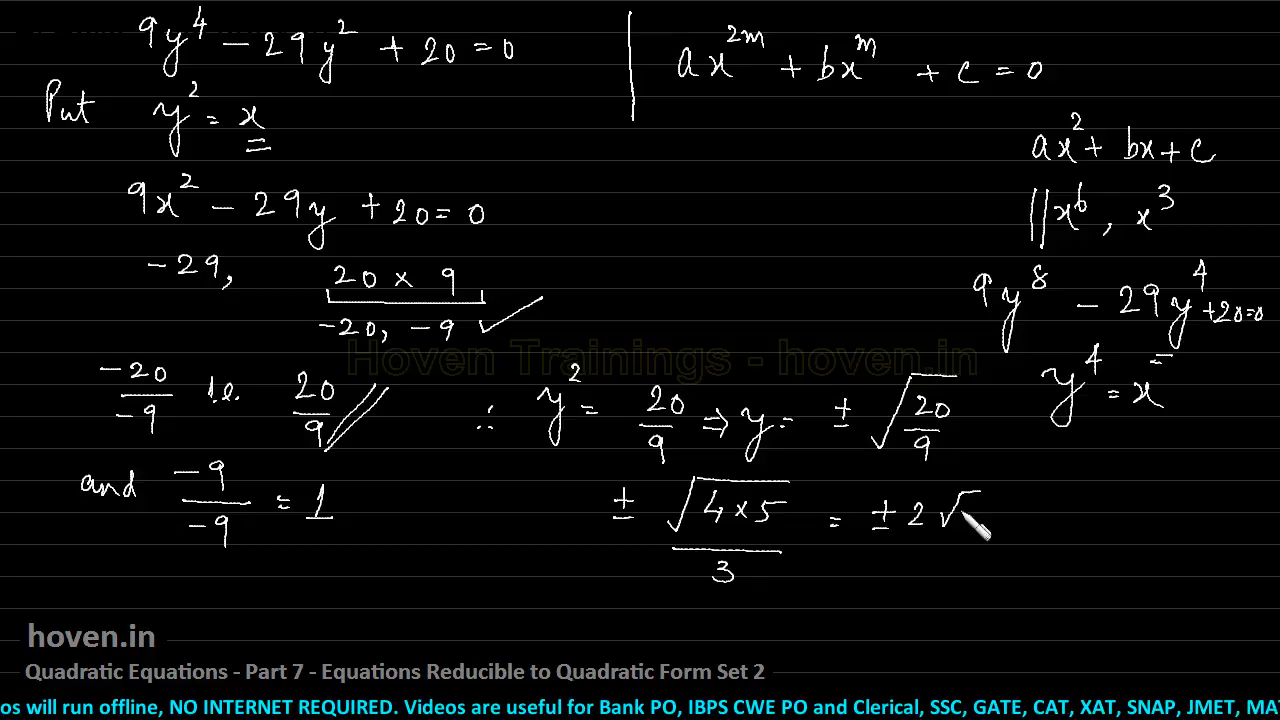 9y⁴ - 29y² + 20 = 0
ax²ᵐ + bxᵐ + c = 0
Put y² = x
ax² + bx + c
9x² - 29y + 20 = 0
x⁶, x³
-29, 20 × 9
-20, -9 ✓
9y⁸ - 29y⁴ + 20 = 0
y⁴ = x
Hoven Trainings - hoven.in
-20/-9 i.e. 20/9
∴ y² = 20/9 ⇒ y = ± √(20/9)
and -9/-9 = 1
± √(4 × 5)/3 = ± 2√
hoven.in
Quadratic Equations - Part 7 - Equations Reducible to Quadratic Form Set 2
os will run offline, NO INTERNET REQUIRED. Videos are useful for Bank PO, IBPS CWE PO and Clerical, SSC, GATE, CAT, XAT, SNAP, JMET, MA